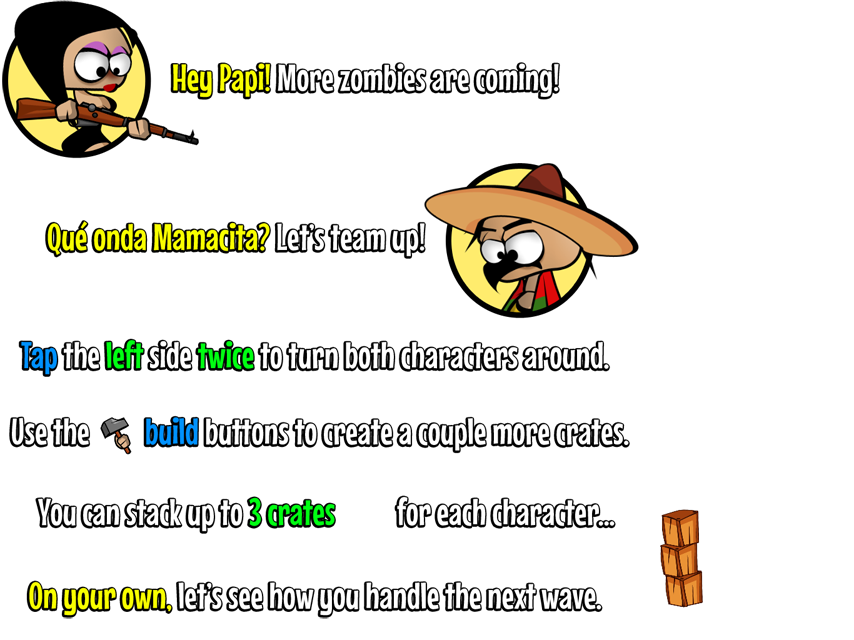 Hey Papi! More zombies are coming!
Qué onda Mamacita? Let's team up!
Tap the left side twice to turn both characters around.
Use the build buttons to create a couple more crates.
You can stack up to 3 crates for each character...
On your own, let's see how you handle the next wave.